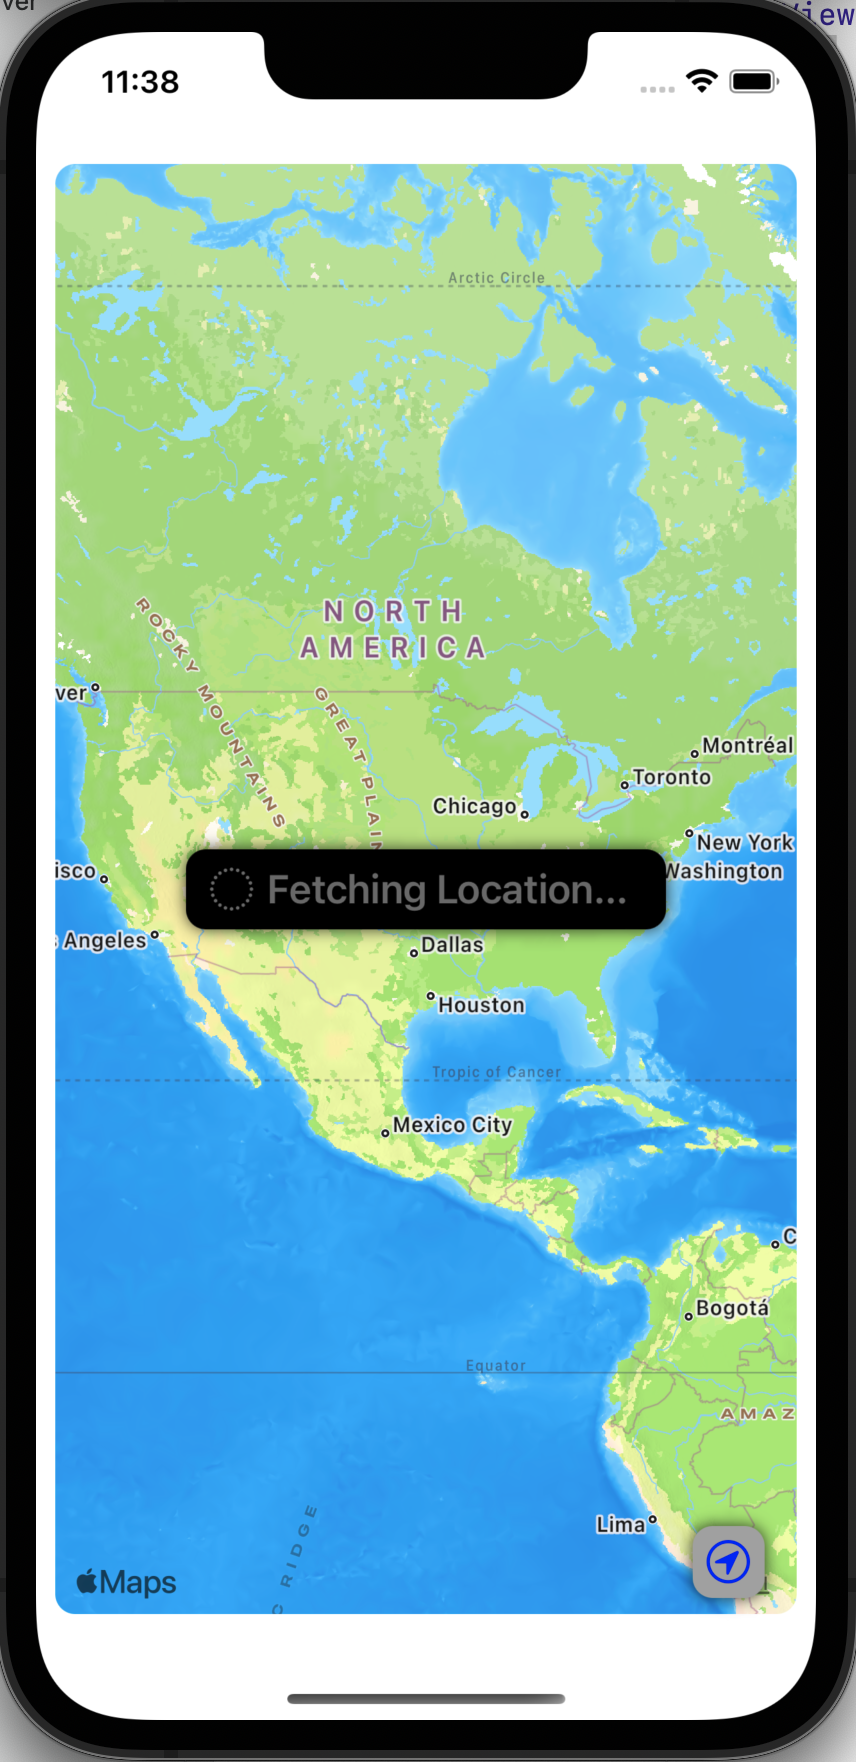 ver
View
11:38
Arctic Circle
NORTH
AMERICA
ROCKY MOUNTAINS
GREAT PLAIN
ver
Montréal
Toronto
Chicago
New York
Washington
isco
Fetching Location...
Angeles
Dallas
Houston
Tropic of Cancer
Mexico City
C
Bogotá
Equator
AMAZ
Lima
C RIDGE
Maps